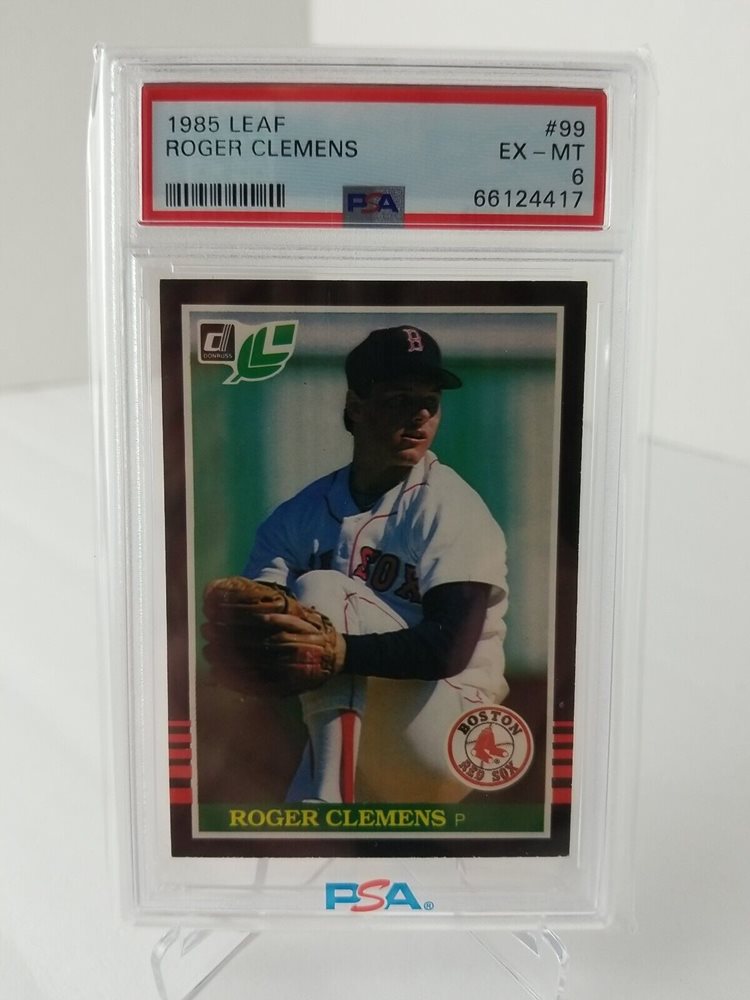 1985 LEAF #99
ROGER CLEMENS EX - MT
6
PSA 66124417
DONRUSS
B
SOX
BOSTON
RED SOX
®
ROGER CLEMENS P
PSA®